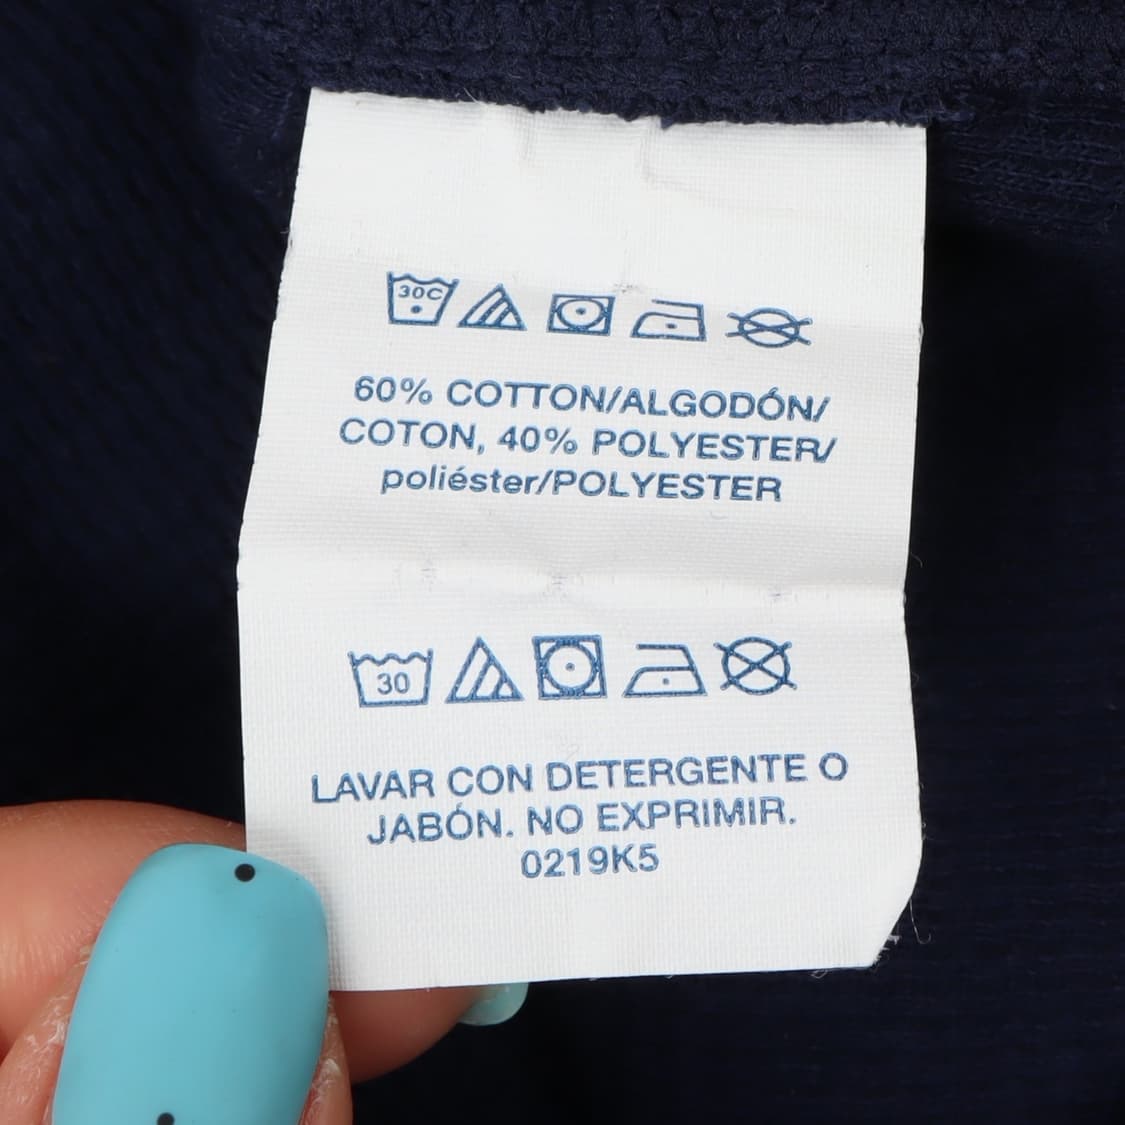 30C
60% COTTON/ALGODÓN/
COTON, 40% POLYESTER/
poliéster/POLYESTER
30
LAVAR CON DETERGENTE O
JABÓN. NO EXPRIMIR.
0219K5